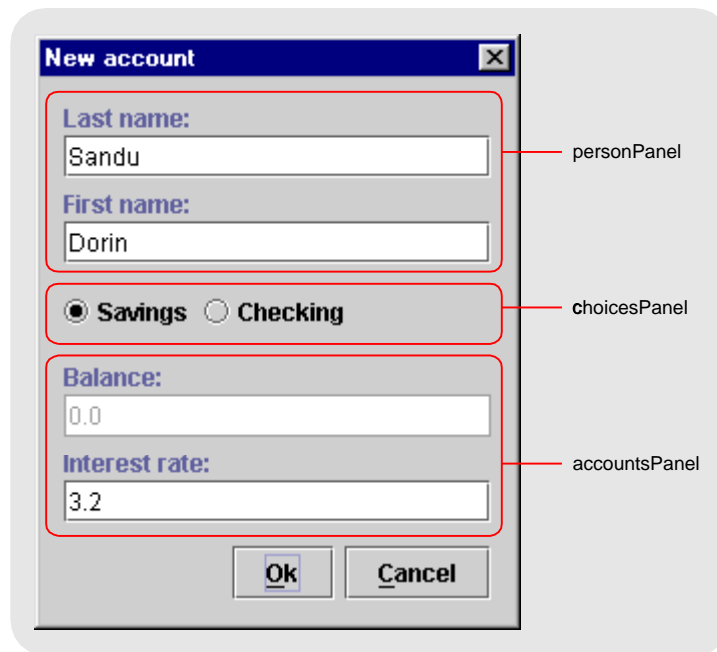 New account
Last name:
Sandu
personPanel
First name:
Dorin
Savings Checking
choicesPanel
Balance:
0.0
Interest rate:
accountsPanel
3.2
Ok Cancel